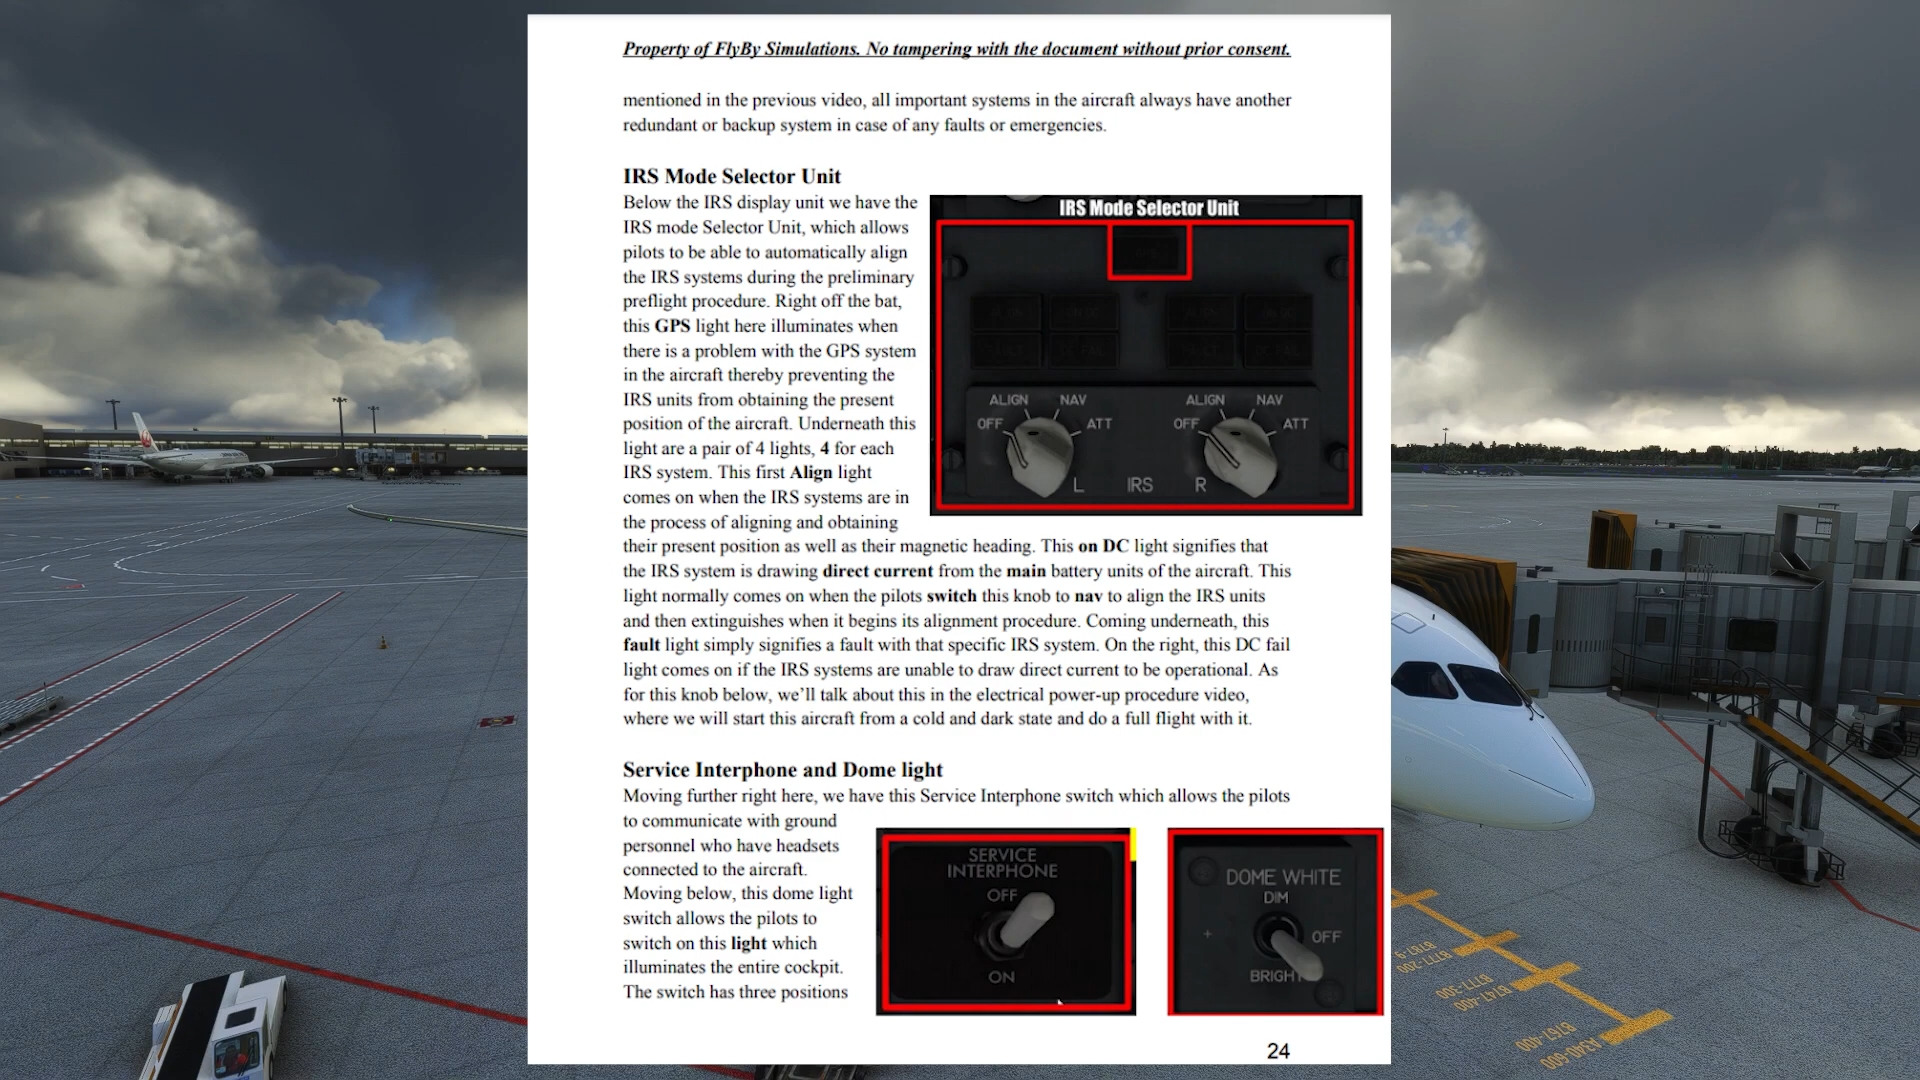 Property of FlyBy Simulations. No tampering with the document without prior consent.
mentioned in the previous video, all important systems in the aircraft always have another
redundant or backup system in case of any faults or emergencies.
IRS Mode Selector Unit
Below the IRS display unit we have the
IRS mode Selector Unit, which allows
pilots to be able to automatically align
the IRS systems during the preliminary
preflight procedure. Right off the bat,
this GPS light here illuminates when
there is a problem with the GPS system
in the aircraft thereby preventing the
IRS units from obtaining the present
position of the aircraft. Underneath this
light are a pair of 4 lights, 4 for each
IRS system. This first Align light
comes on when the IRS systems are in
the process of aligning and obtaining
their present position as well as their magnetic heading. This on DC light signifies that
the IRS system is drawing direct current from the main battery units of the aircraft. This
light normally comes on when the pilots switch this knob to nav to align the IRS units
and then extinguishes when it begins its alignment procedure. Coming underneath, this
fault light simply signifies a fault with that specific IRS system. On the right, this DC fail
light comes on if the IRS systems are unable to draw direct current to be operational. As
for this knob below, we'll talk about this in the electrical power-up procedure video,
where we will start this aircraft from a cold and dark state and do a full flight with it.
IRS Mode Selector Unit
ALIGN NAV ALIGN NAV
OFF ATT OFF ATT
L IRS R
Service Interphone and Dome light
Moving further right here, we have this Service Interphone switch which allows the pilots
to communicate with ground
personnel who have headsets
connected to the aircraft.
Moving below, this dome light
switch allows the pilots to
switch on this light which
illuminates the entire cockpit.
The switch has three positions
SERVICE
INTERPHONE
OFF
ON
DOME WHITE
DIM
OFF
BRIGHT
24
B787-9
B777-200
B777-300
B747-400
B767-400
A340-600